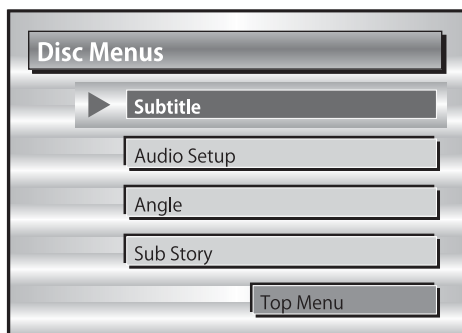 Disc Menus
Subtitle
Audio Setup
Angle
Sub Story
Top Menu